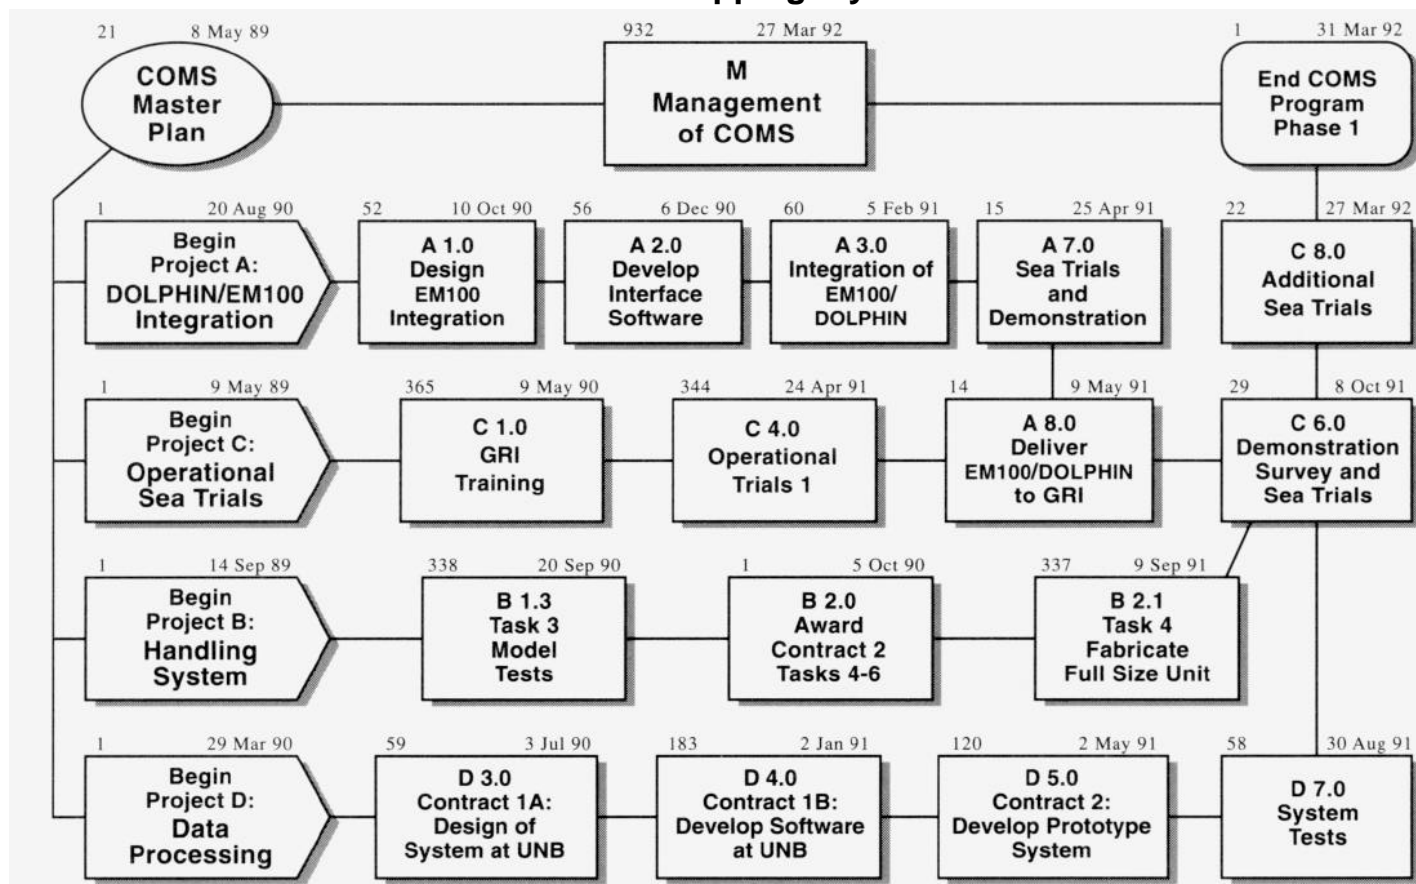 21 8 May 89
COMS
Master
Plan
932 27 Mar 92
M
Management
of COMS
1 31 Mar 92
End COMS
Program
Phase 1
1 20 Aug 90
Begin
Project A:
DOLPHIN/EM100
Integration
52 10 Oct 90
A 1.0
Design
EM100
Integration
56 6 Dec 90
A 2.0
Develop
Interface
Software
60 5 Feb 91
A 3.0
Integration of
EM100/
DOLPHIN
15 25 Apr 91
A 7.0
Sea Trials
and
Demonstration
22 27 Mar 92
C 8.0
Additional
Sea Trials
1 9 May 89
Begin
Project C:
Operational
Sea Trials
365 9 May 90
C 1.0
GRI
Training
344 24 Apr 91
C 4.0
Operational
Trials 1
14 9 May 91
A 8.0
Deliver
EM100/DOLPHIN
to GRI
29 8 Oct 91
C 6.0
Demonstration
Survey and
Sea Trials
1 14 Sep 89
Begin
Project B:
Handling
System
338 20 Sep 90
B 1.3
Task 3
Model
Tests
1 5 Oct 90
B 2.0
Award
Contract 2
Tasks 4-6
337 9 Sep 91
B 2.1
Task 4
Fabricate
Full Size Unit
1 29 Mar 90
Begin
Project D:
Data
Processing
59 3 Jul 90
D 3.0
Contract 1A:
Design of
System at UNB
183 2 Jan 91
D 4.0
Contract 1B:
Develop Software
at UNB
120 2 May 91
D 5.0
Contract 2:
Develop Prototype
System
58 30 Aug 91
D 7.0
System
Tests